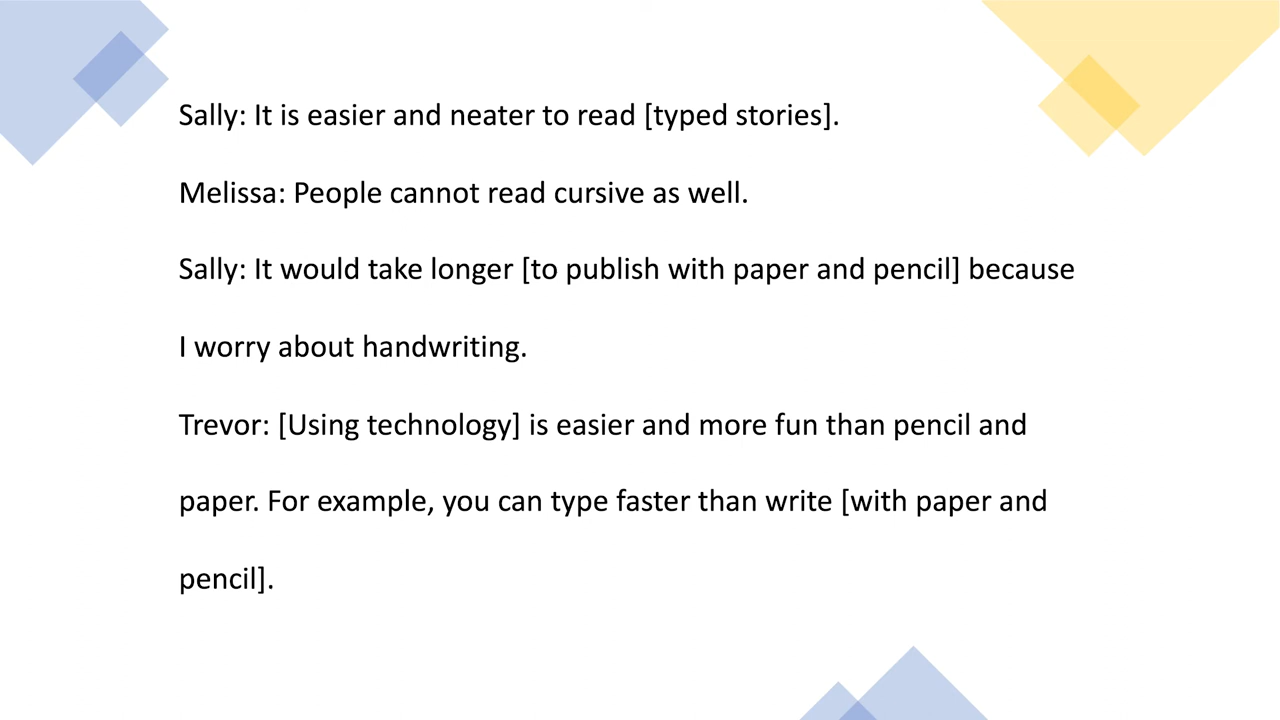 Sally: It is easier and neater to read [typed stories].
Melissa: People cannot read cursive as well.
Sally: It would take longer [to publish with paper and pencil] because
I worry about handwriting.
Trevor: [Using technology] is easier and more fun than pencil and
paper. For example, you can type faster than write [with paper and
pencil].